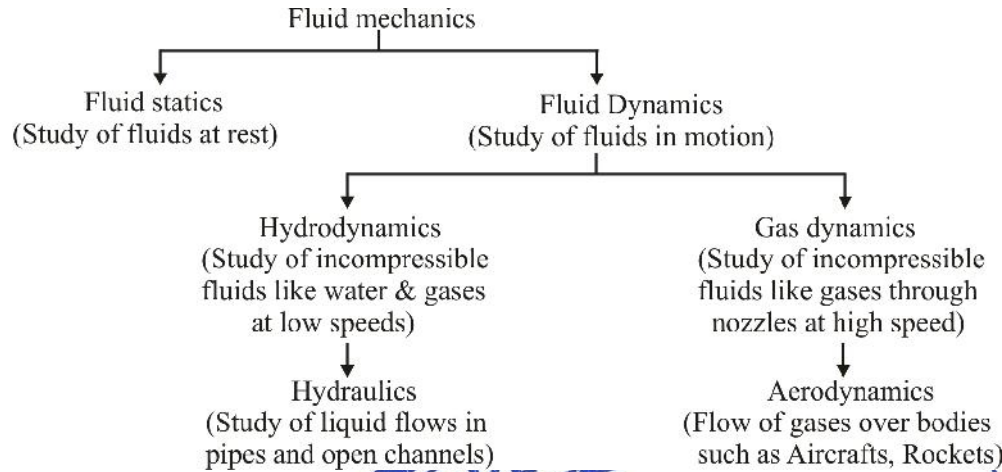 Fluid mechanics
Fluid statics
(Study of fluids at rest)
Fluid Dynamics
(Study of fluids in motion)
Hydrodynamics
(Study of incompressible
fluids like water & gases
at low speeds)
Gas dynamics
(Study of incompressible
fluids like gases through
nozzles at high speed)
Hydraulics
(Study of liquid flows in
pipes and open channels)
Aerodynamics
(Flow of gases over bodies
such as Aircrafts, Rockets)